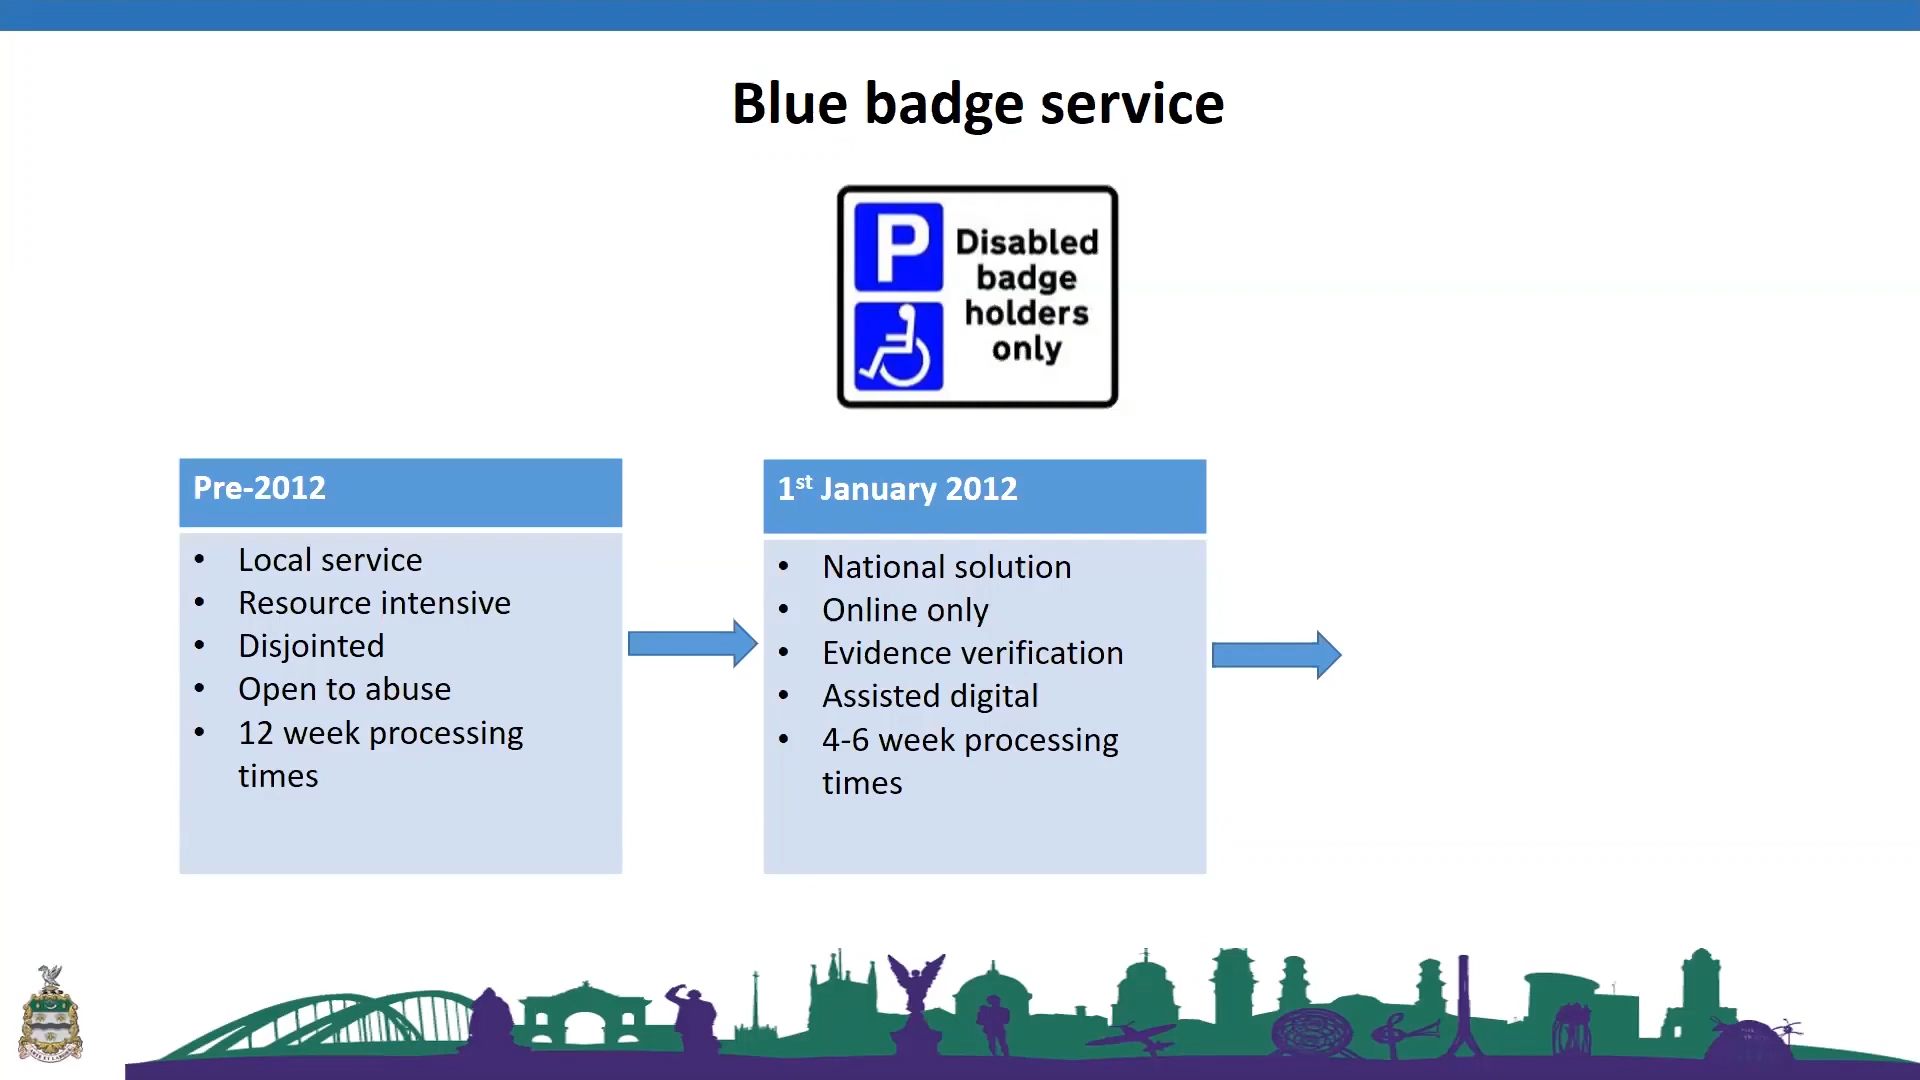 Blue badge service
P
Disabled
badge
holders
only
Pre-2012
• Local service
• Resource intensive
• Disjointed
• Open to abuse
• 12 week processing
times
1st January 2012
• National solution
• Online only
• Evidence verification
• Assisted digital
• 4-6 week processing
times